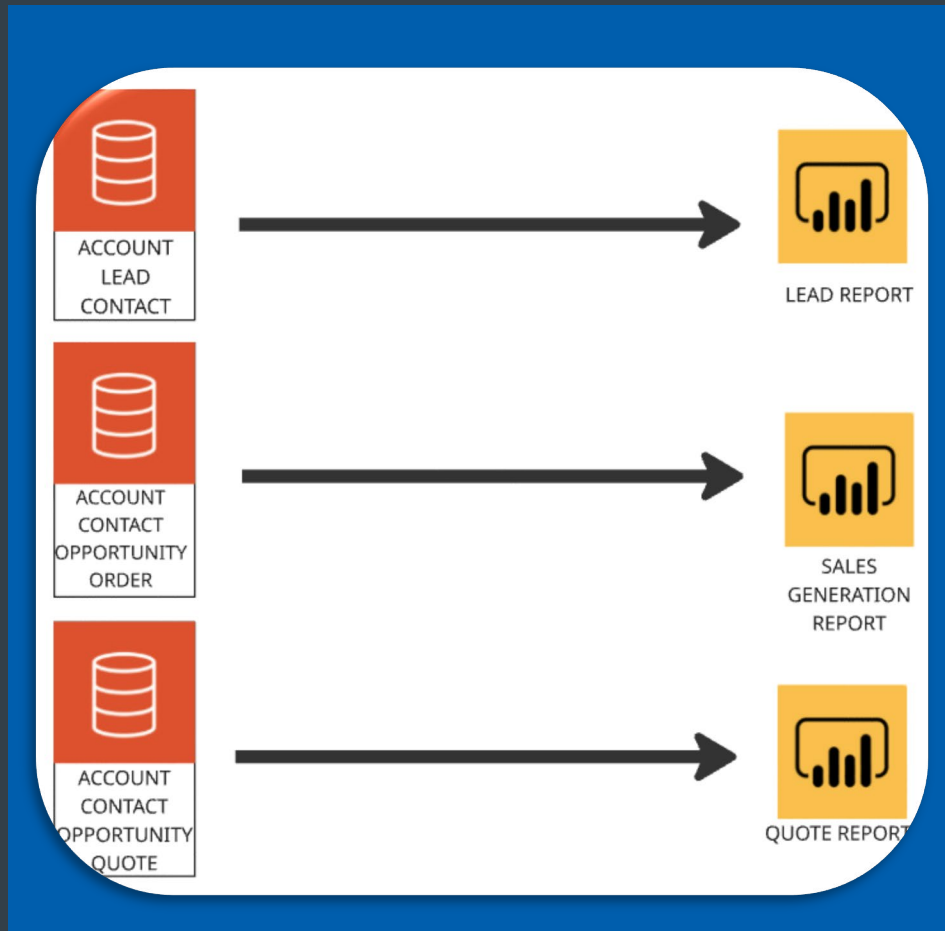 ACCOUNT
LEAD
CONTACT
LEAD REPORT
ACCOUNT
CONTACT
OPPORTUNITY
ORDER
SALES
GENERATION
REPORT
ACCOUNT
CONTACT
OPPORTUNITY
QUOTE
QUOTE REPORT